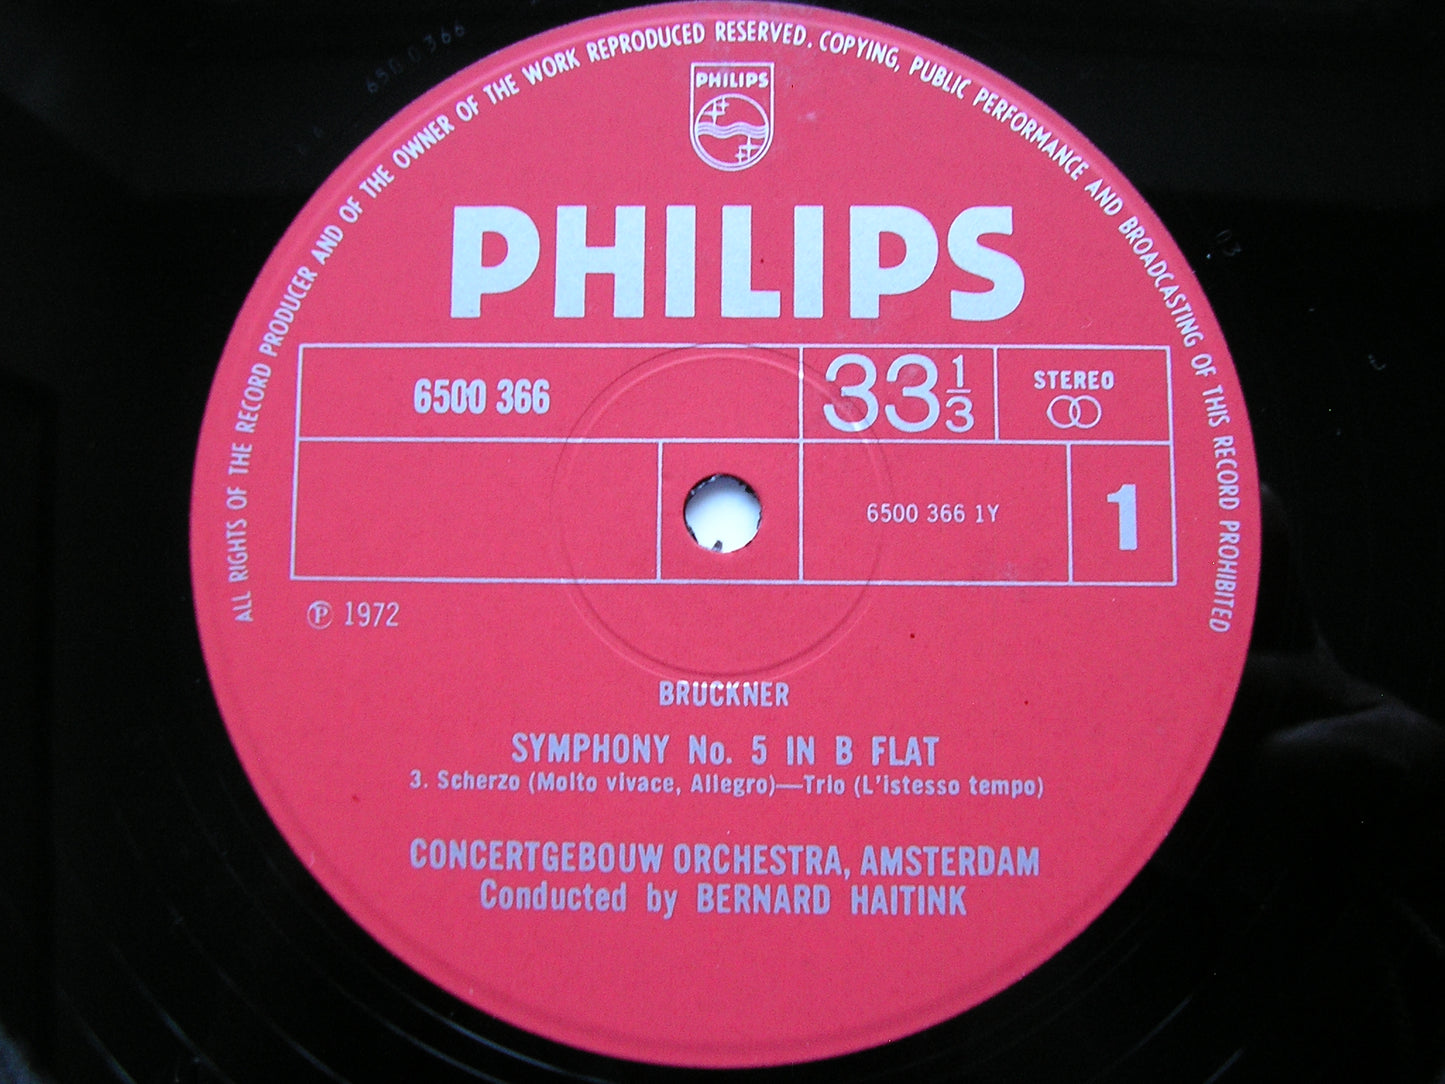 ALL RIGHTS OF THE RECORD PRODUCER AND OF THE OWNER OF THE WORK REPRODUCED RESERVED. COPYING, PUBLIC PERFORMANCE AND BROADCASTING OF THIS RECORD PROHIBITED
PHILIPS
PHILIPS
6500 366
33 1/3
STEREO
6500 366 1Y
1
Ⓟ 1972
BRUCKNER
SYMPHONY No. 5 IN B FLAT
3. Scherzo (Molto vivace, Allegro)—Trio (L'istesso tempo)
CONCERTGEBOUW ORCHESTRA, AMSTERDAM
Conducted by BERNARD HAITINK